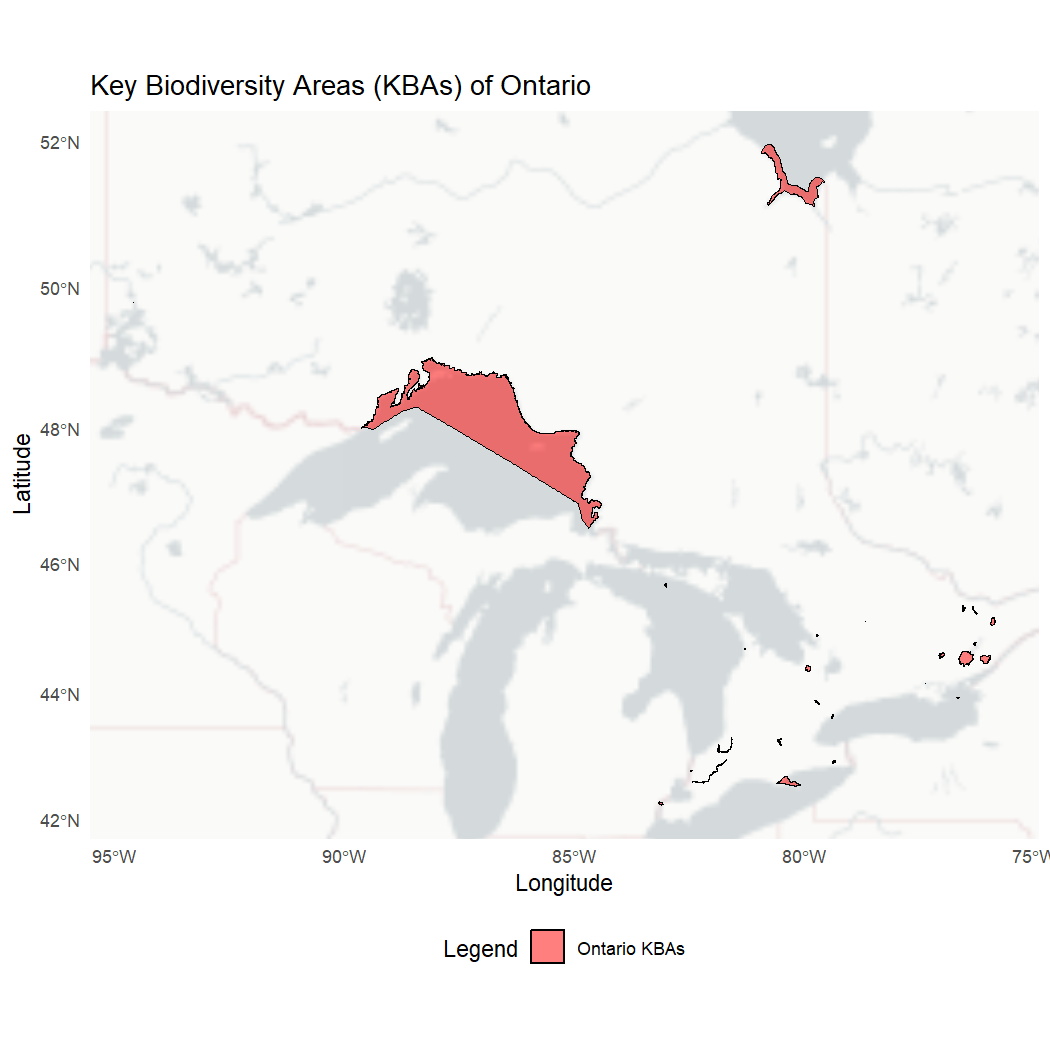 Key Biodiversity Areas (KBAs) of Ontario
52°N
50°N
48°N
46°N
44°N
42°N
Latitude
95°W
90°W
85°W
80°W
75°W
Longitude
Legend
Ontario KBAs